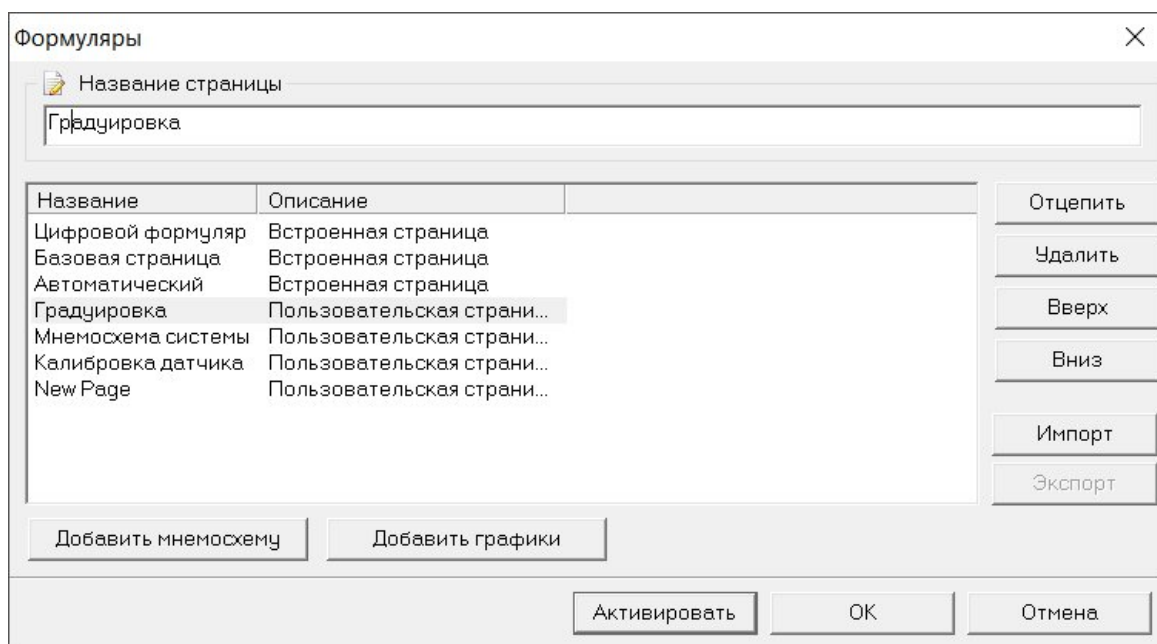 Формуляры
Название страницы
Градуировка
Название Описание
Цифровой формуляр Встроенная страница
Базовая страница Встроенная страница
Автоматический Встроенная страница
Градуировка Пользовательская страни...
Мнемосхема системы Пользовательская страни...
Калибровка датчика Пользовательская страни...
New Page Пользовательская страни...
Отцепить
Удалить
Вверх
Вниз
Импорт
Экспорт
Добавить мнемосхему Добавить графики
Активировать OK Отмена